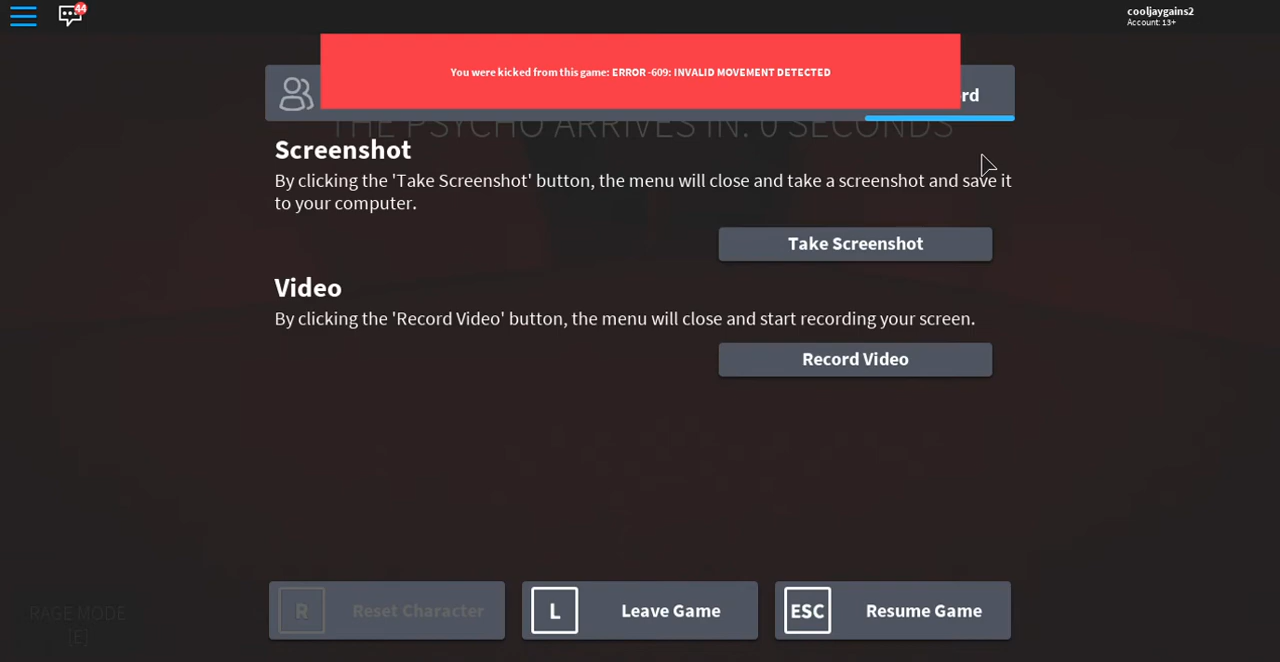 44
cooljaygains2
Account: 13+
You were kicked from this game: ERROR -609: INVALID MOVEMENT DETECTED
rd
THE PSYCHO ARRIVES IN: 0 SECONDS
Screenshot
By clicking the 'Take Screenshot' button, the menu will close and take a screenshot and save it
to your computer.
Take Screenshot
Video
By clicking the 'Record Video' button, the menu will close and start recording your screen.
Record Video
RAGE MODE
[E]
R Reset Character
L Leave Game
ESC Resume Game